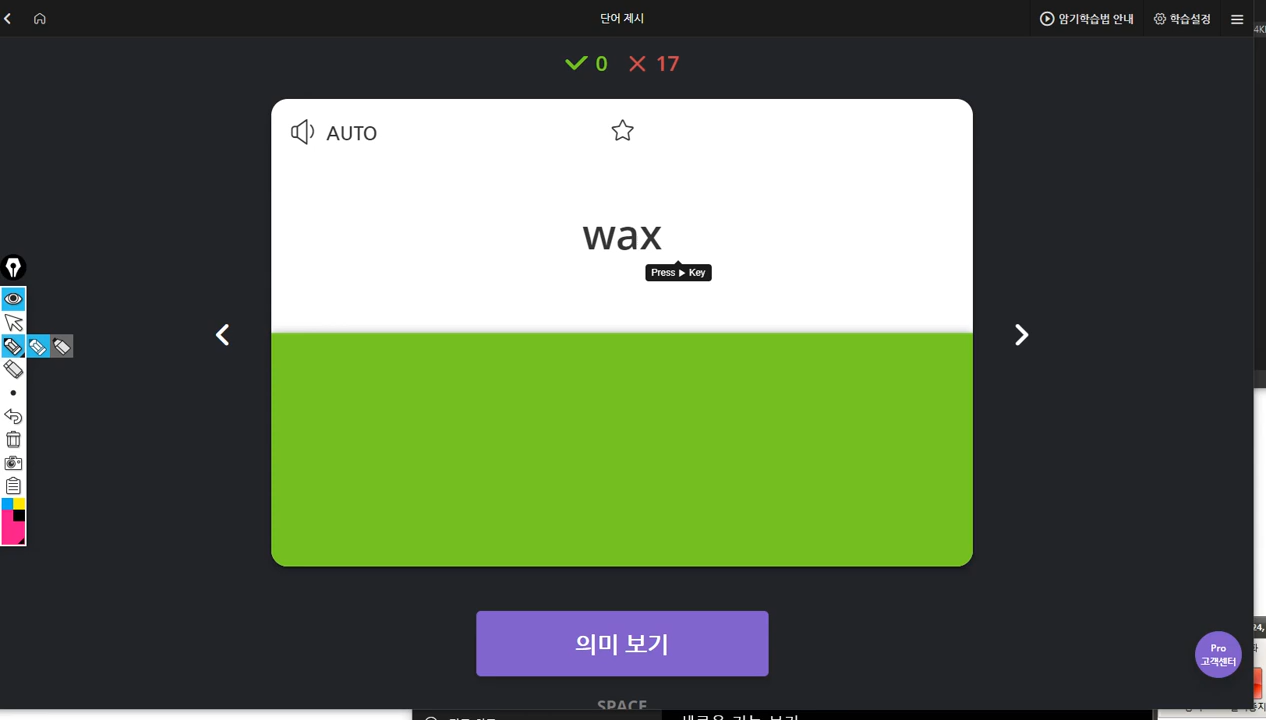 단어 제시
암기학습법 안내
학습설정
0
17
AUTO
wax
Press ▶ Key
의미 보기
Pro
고객센터
SPACE